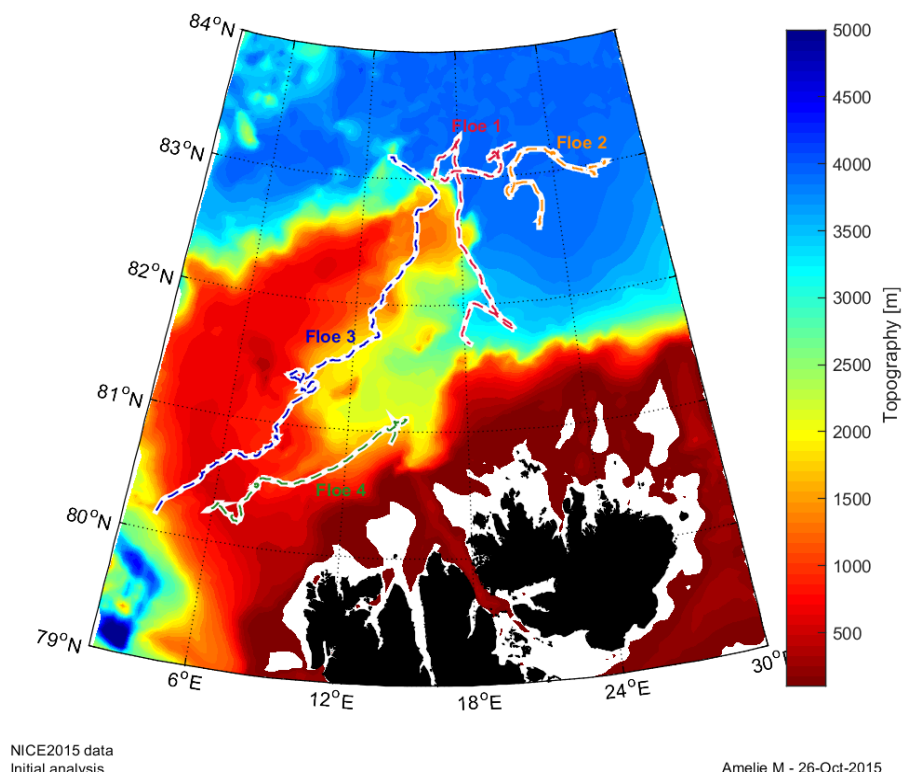 84°N
83°N
82°N
81°N
80°N
79°N
6°E
12°E
18°E
24°E
30°E
Floe 1
Floe 2
Floe 3
Floe 4
5000
4500
4000
3500
3000
2500
2000
1500
1000
500
Topography [m]
NICE2015 data
Initial analysis
Amelie M - 26-Oct-2015